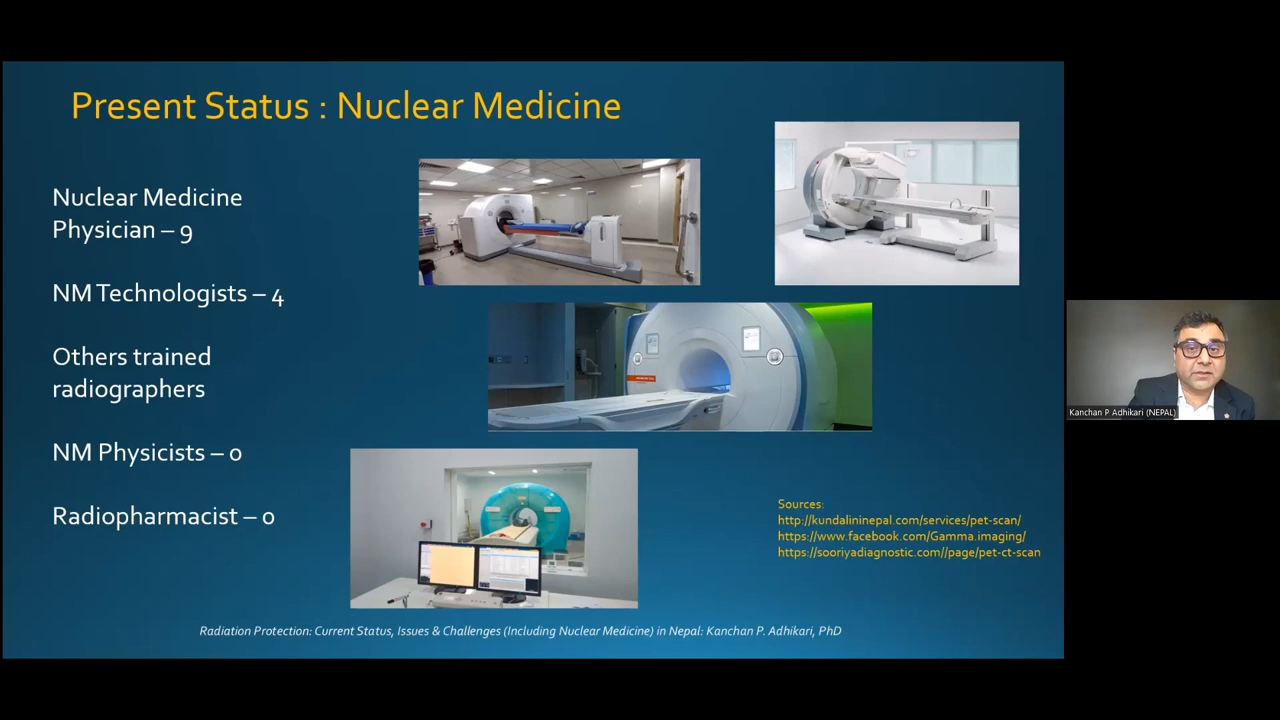 Present Status : Nuclear Medicine
Nuclear Medicine
Physician – 9
NM Technologists – 4
Others trained
radiographers
NM Physicists – 0
Radiopharmacist – 0
Sources:
http://kundalininepal.com/services/pet-scan/
https://www.facebook.com/Gamma.imaging/
https://sooriyadiagnostic.com//page/pet-ct-scan
Radiation Protection: Current Status, Issues & Challenges (Including Nuclear Medicine) in Nepal: Kanchan P. Adhikari, PhD
Kanchan P Adhikari (NEPAL)